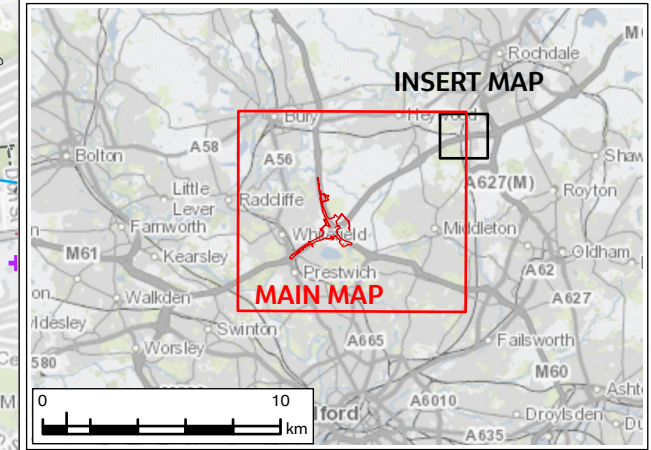 Rochdale
INSERT MAP
Bury
Bolton
A58
A56
A627(M)
Shaw
Little
Lever
Radcliffe
Royton
Farnworth
Whitefield
Middleton
M61
Kearsley
Oldham
Prestwich
A62
Walkden
MAIN MAP
A627
Swinton
Worsley
A665
Failsworth
580
M60
0
10
km
A6010
Droylsden
A635